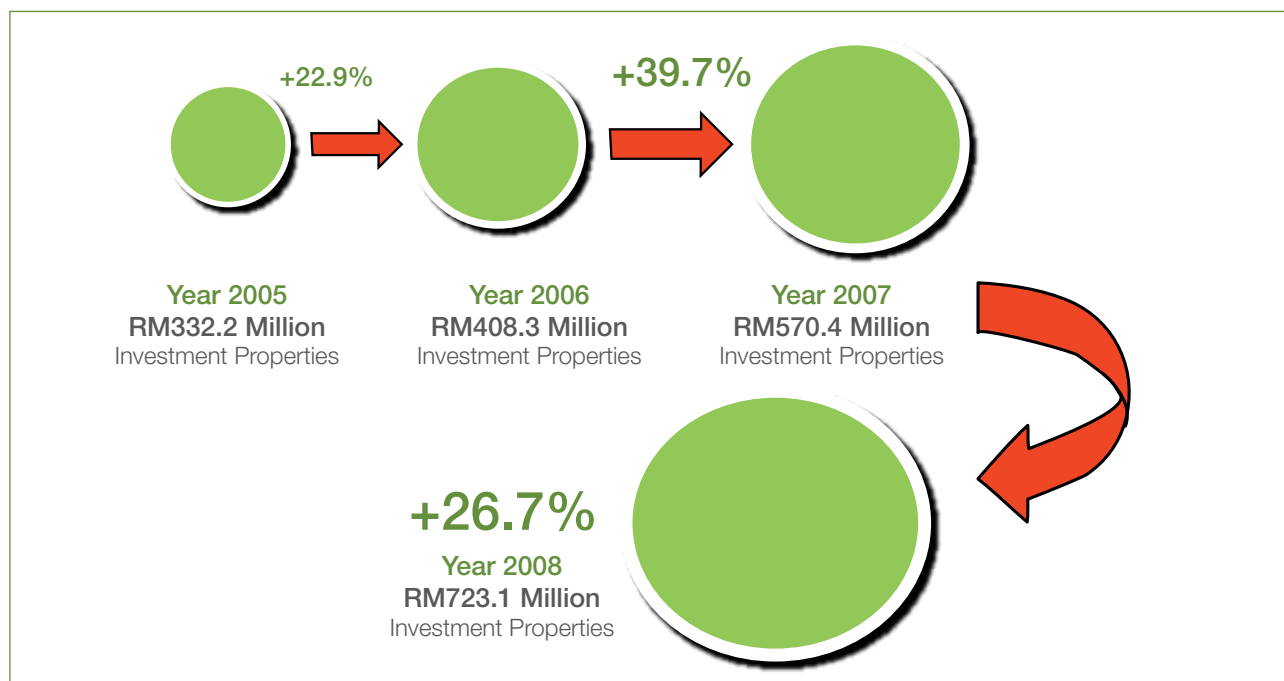 +22.9%
+39.7%
Year 2005
RM332.2 Million
Investment Properties
Year 2006
RM408.3 Million
Investment Properties
Year 2007
RM570.4 Million
Investment Properties
+26.7%
Year 2008
RM723.1 Million
Investment Properties